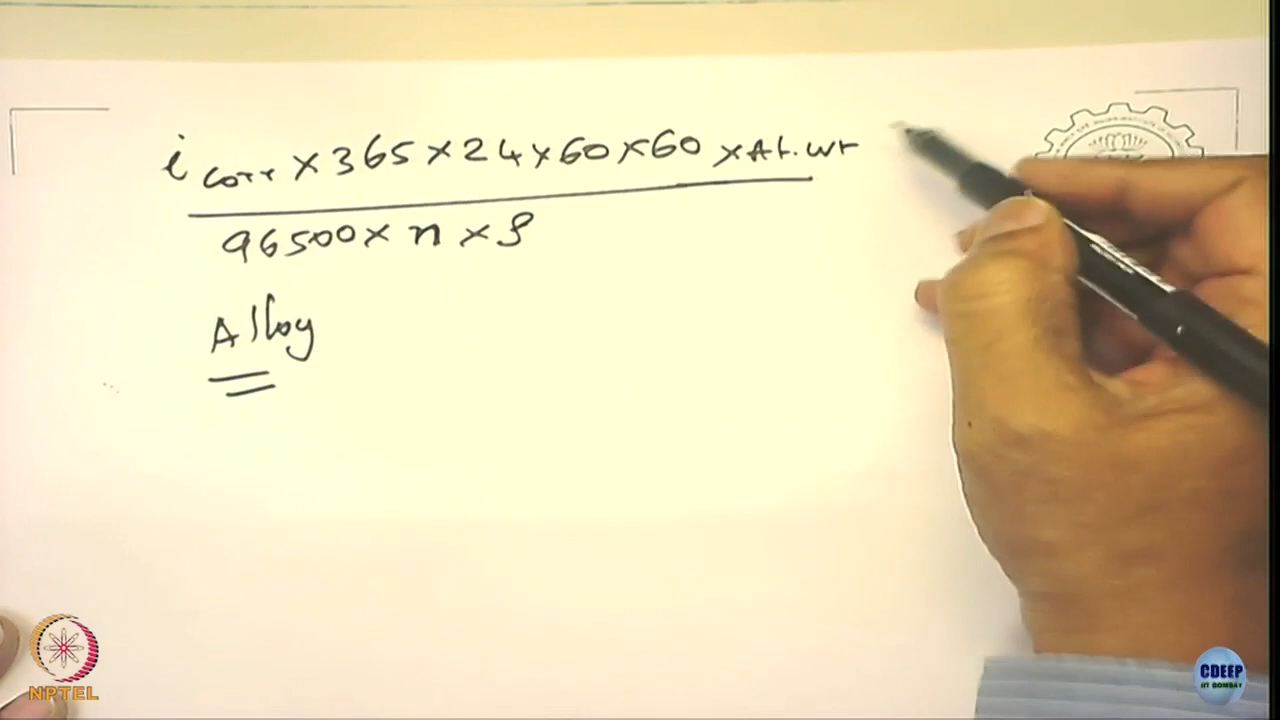 i corr × 365 × 24 × 60 × 60 × At. Wt
96500 × n × ρ
Alloy
NPTEL
CDEEP
IIT BOMBAY